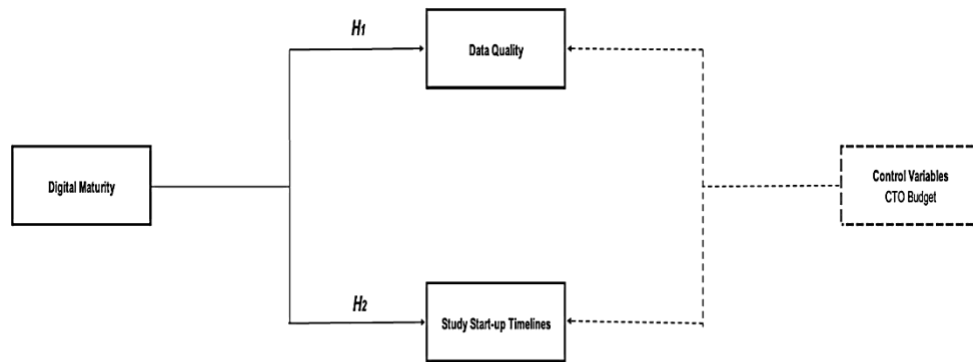 H1
Data Quality
Digital Maturity
Control Variables
CTO Budget
H2
Study Start-up Timelines